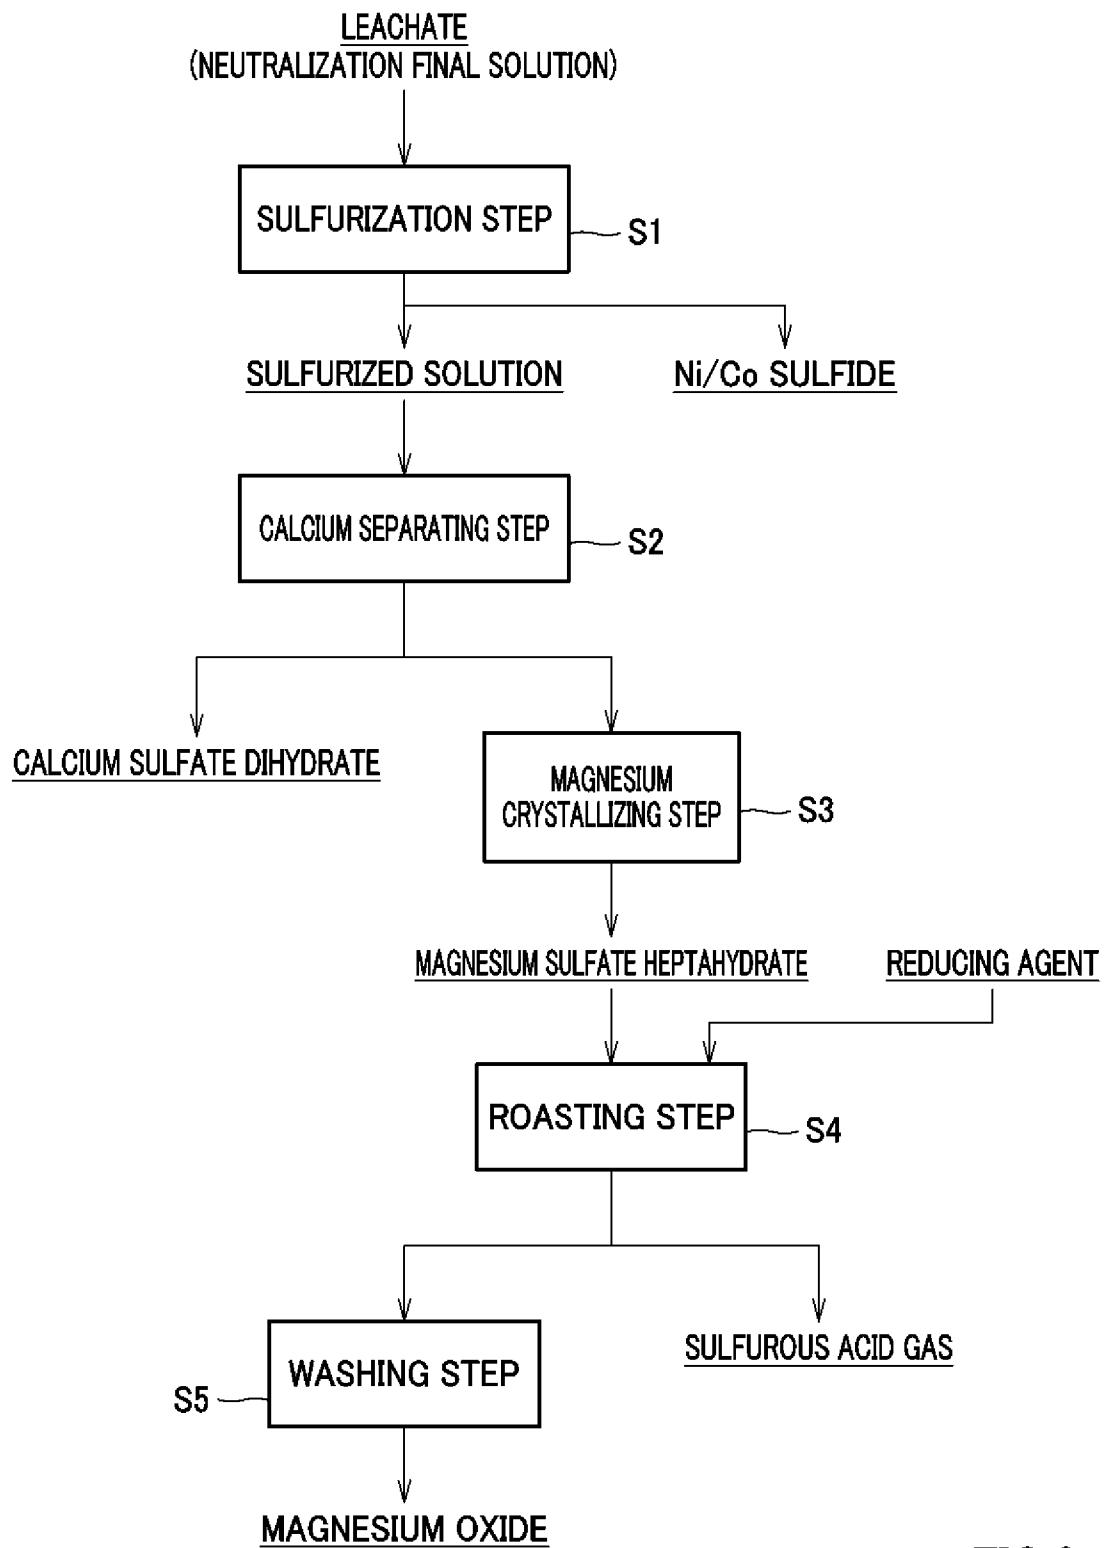 LEACHATE
(NEUTRALIZATION FINAL SOLUTION)
SULFURIZATION STEP
S1
SULFURIZED SOLUTION
Ni/Co SULFIDE
CALCIUM SEPARATING STEP
S2
CALCIUM SULFATE DIHYDRATE
MAGNESIUM
CRYSTALLIZING STEP
S3
MAGNESIUM SULFATE HEPTAHYDRATE
REDUCING AGENT
ROASTING STEP
S4
WASHING STEP
S5
SULFUROUS ACID GAS
MAGNESIUM OXIDE